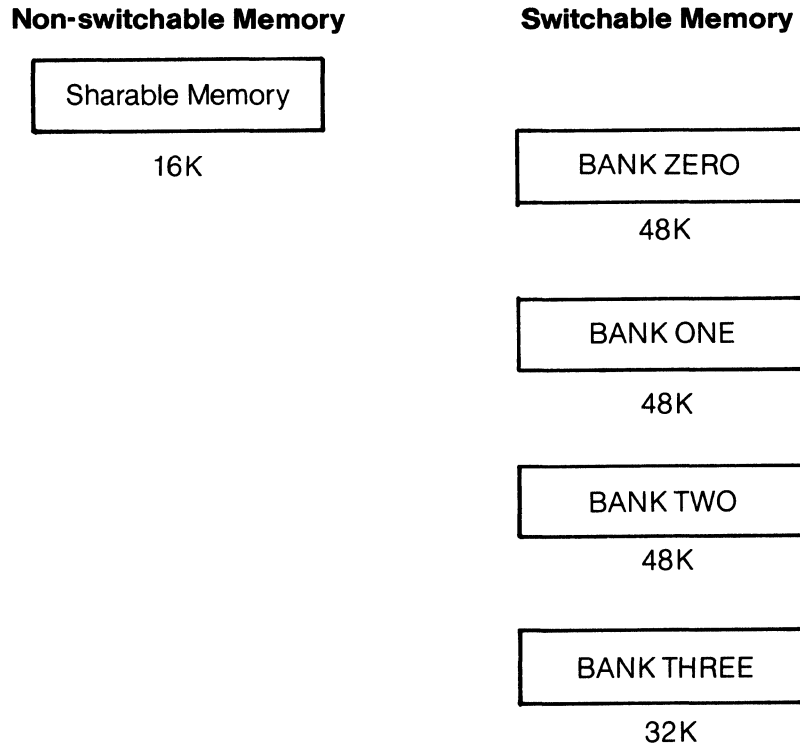 Non-switchable Memory
Sharable Memory
16K
Switchable Memory
BANK ZERO
48K
BANK ONE
48K
BANK TWO
48K
BANK THREE
32K